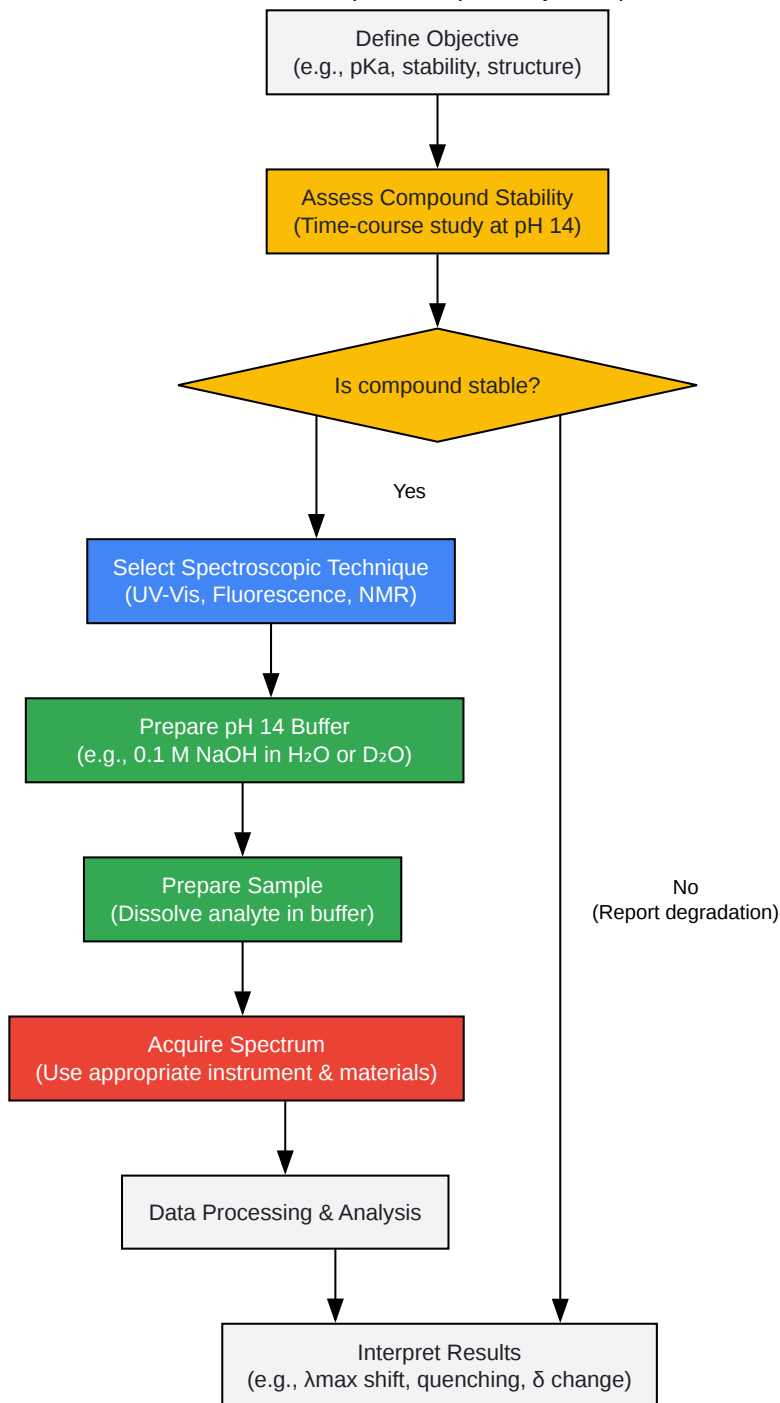 Define Objective
(e.g., pKa, stability, structure)
Assess Compound Stability
(Time-course study at pH 14)
Is compound stable?
Yes
Select Spectroscopic Technique
(UV-Vis, Fluorescence, NMR)
Prepare pH 14 Buffer
(e.g., 0.1 M NaOH in H₂O or D₂O)
Prepare Sample
(Dissolve analyte in buffer)
No
(Report degradation)
Acquire Spectrum
(Use appropriate instrument & materials)
Data Processing & Analysis
Interpret Results
(e.g., λmax shift, quenching, δ change)